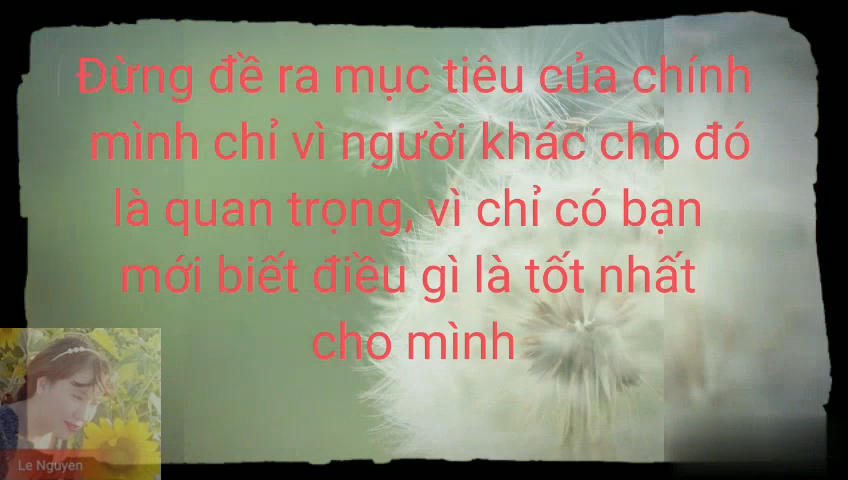 Đừng đề ra mục tiêu của chính
mình chỉ vì người khác cho đó
là quan trọng, vì chỉ có bạn
mới biết điều gì là tốt nhất
cho mình
Le Nguyen